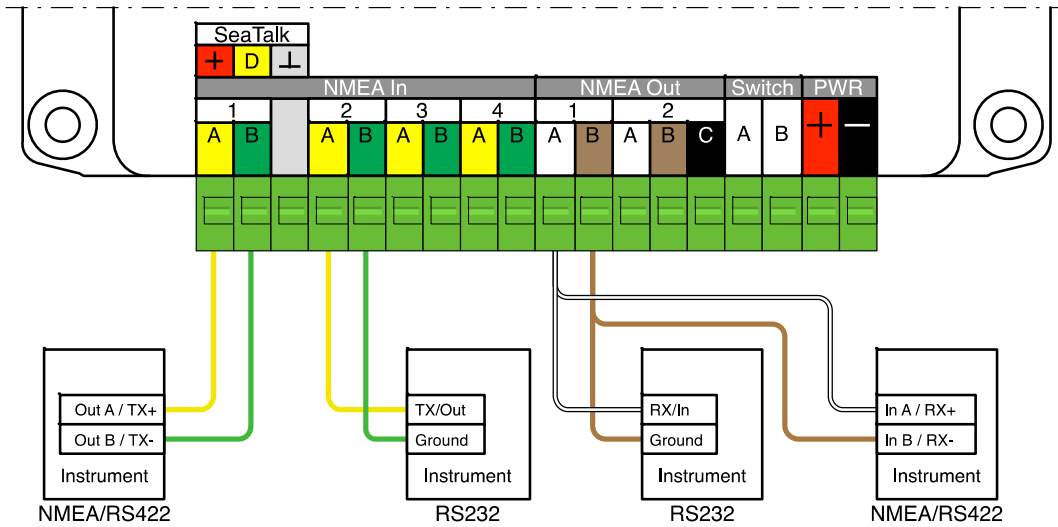 SeaTalk
+ D ⊥
NMEA In NMEA Out Switch PWR
1 2 3 4 1 2 + −
A B A B A B A B A B A B C A B
Out A / TX+ TX/Out RX/In In A / RX+
Out B / TX- Ground Ground In B / RX-
Instrument Instrument Instrument Instrument
NMEA/RS422 RS232 RS232 NMEA/RS422